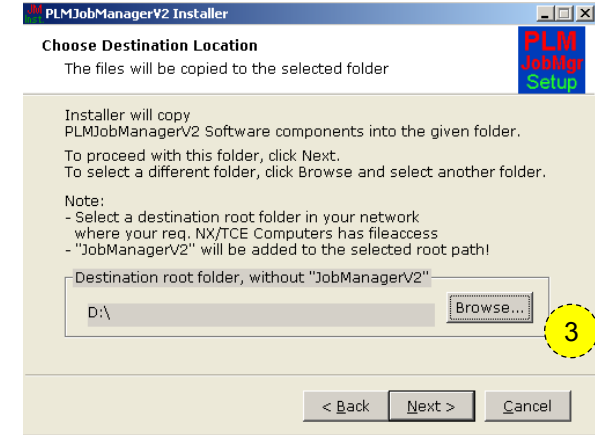 JM
Inst
PLMJobManagerV2 Installer
Choose Destination Location
The files will be copied to the selected folder
PLM
JobMgr
Setup
Installer will copy
PLMJobManagerV2 Software components into the given folder.
To proceed with this folder, click Next.
To select a different folder, click Browse and select another folder.
Note:
- Select a destination root folder in your network
where your req. NX/TCE Computers has fileaccess
- "JobManagerV2" will be added to the selected root path!
Destination root folder, without "JobManagerV2"
D:\
Browse...
3
< Back
Next >
Cancel